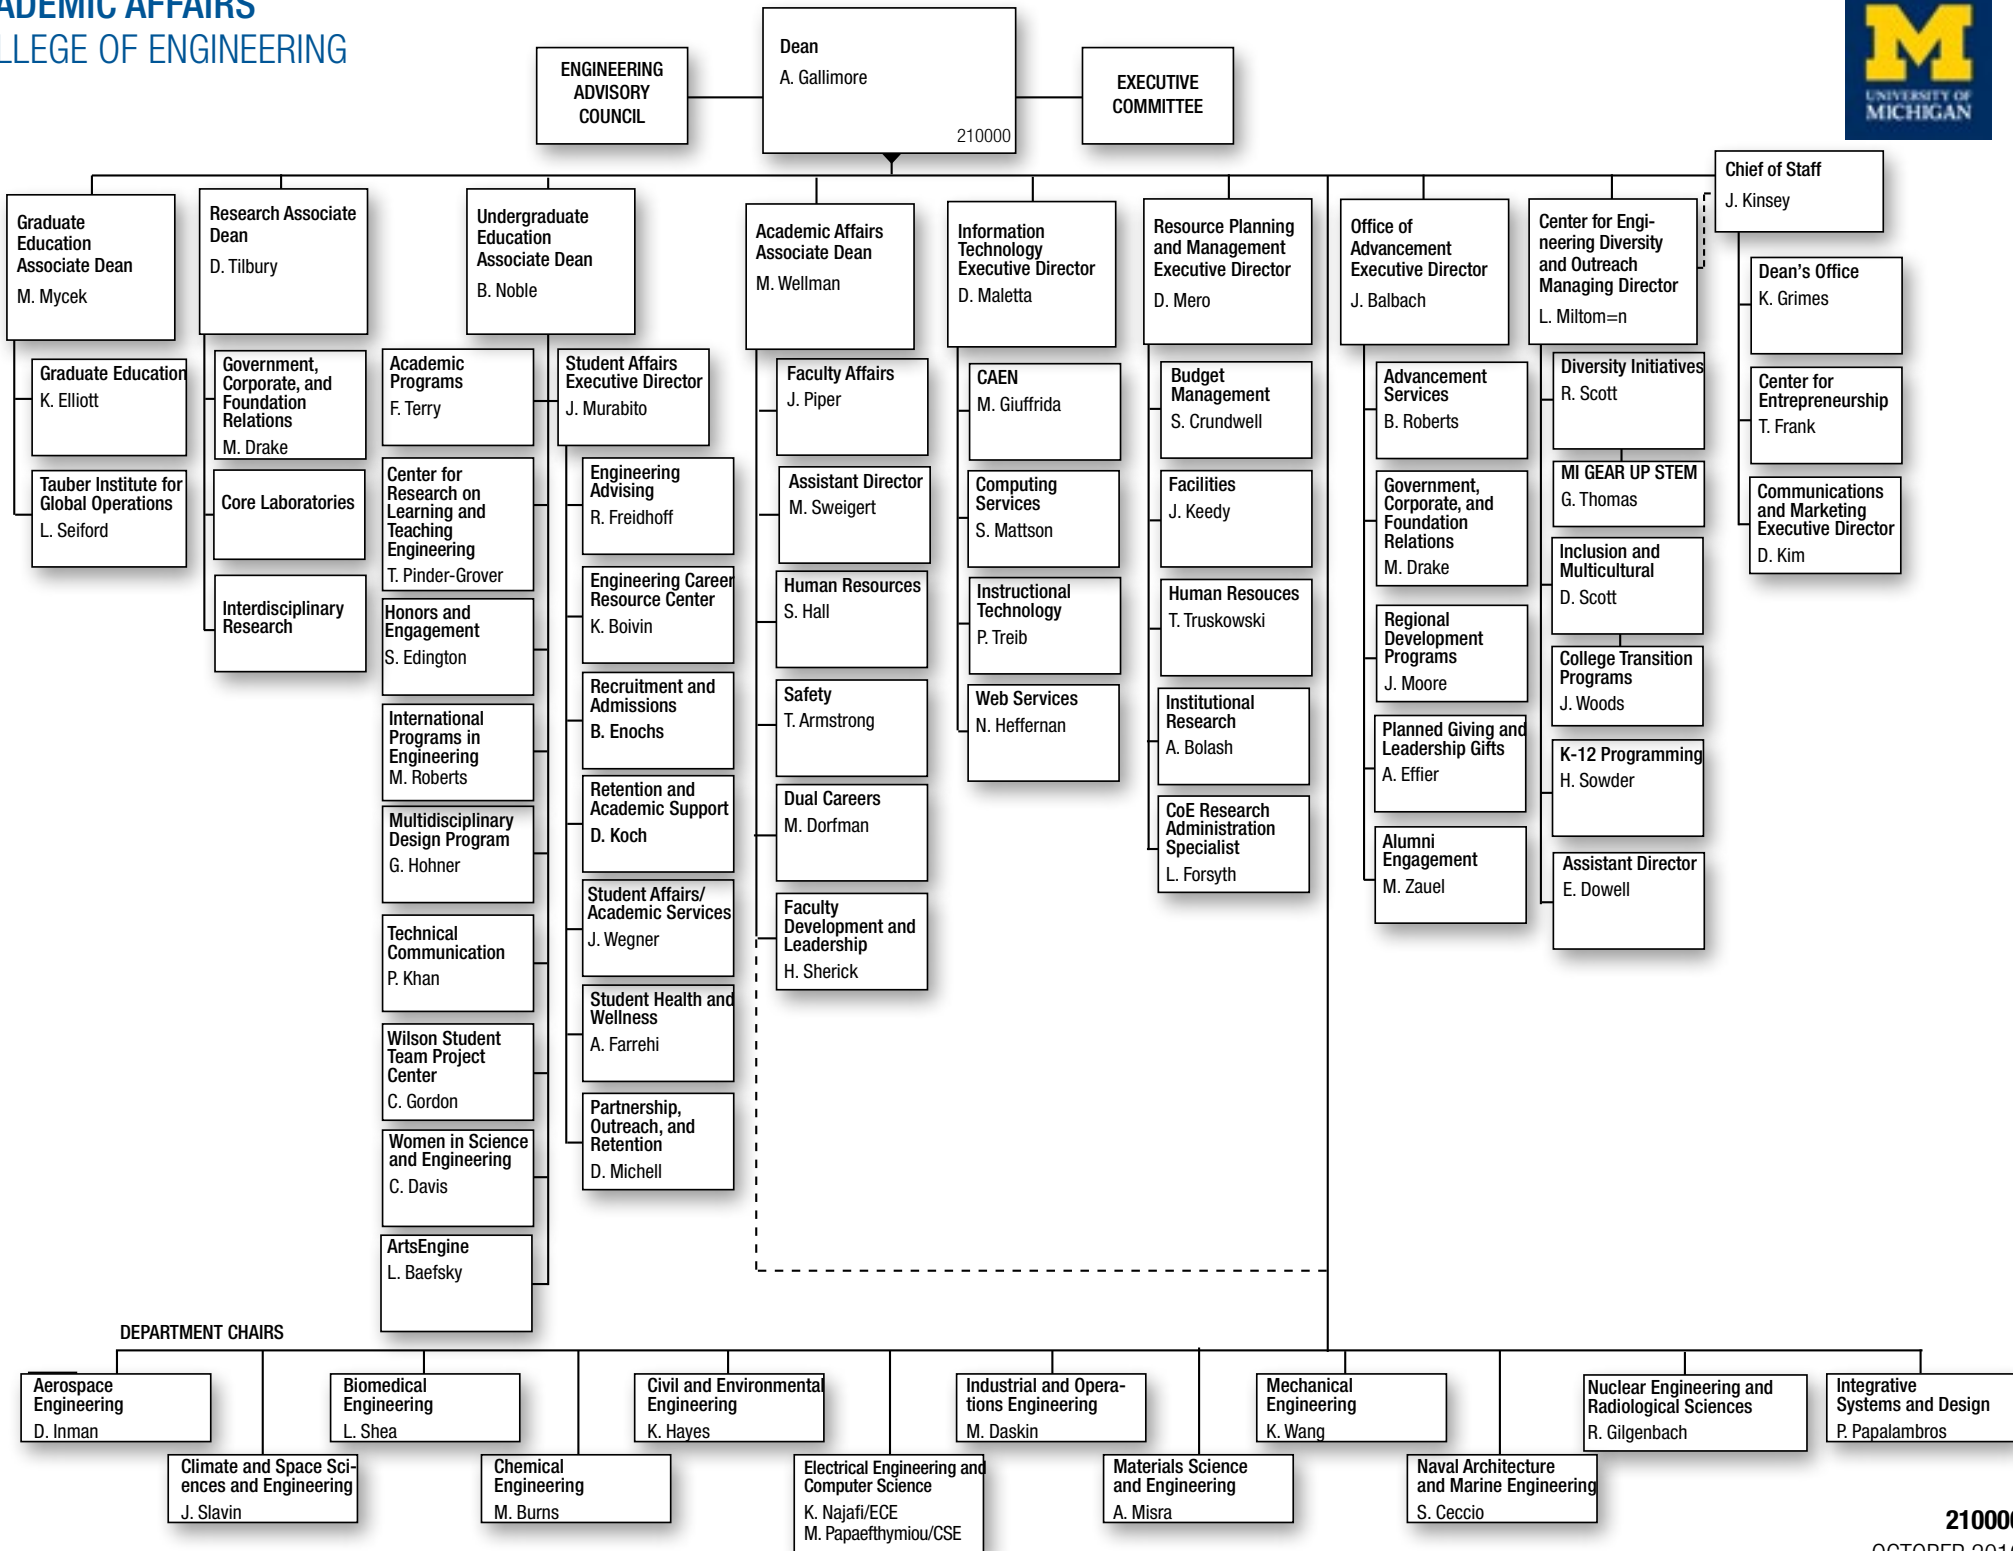 ADEMIC AFFAIRS
LLEGE OF ENGINEERING
ENGINEERING
ADVISORY
COUNCIL
Dean
A. Gallimore
210000
EXECUTIVE
COMMITTEE
M
UNIVERSITY OF
MICHIGAN
Chief of Staff
J. Kinsey
Graduate
Education
Associate Dean
M. Mycek
Research Associate
Dean
D. Tilbury
Undergraduate
Education
Associate Dean
B. Noble
Academic Affairs
Associate Dean
M. Wellman
Information
Technology
Executive Director
D. Maletta
Resource Planning
and Management
Executive Director
D. Mero
Office of
Advancement
Executive Director
J. Balbach
Center for Engi-
neering Diversity
and Outreach
Managing Director
L. Miltom=n
Dean's Office
K. Grimes
Center for
Entrepreneurship
T. Frank
Communications
and Marketing
Executive Director
D. Kim
Graduate Education
K. Elliott
Tauber Institute for
Global Operations
L. Seiford
Government,
Corporate, and
Foundation
Relations
M. Drake
Core Laboratories
Interdisciplinary
Research
Academic
Programs
F. Terry
Center for
Research on
Learning and
Teaching
Engineering
T. Pinder-Grover
Honors and
Engagement
S. Edington
International
Programs in
Engineering
M. Roberts
Multidisciplinary
Design Program
G. Hohner
Technical
Communication
P. Khan
Wilson Student
Team Project
Center
C. Gordon
Women in Science
and Engineering
C. Davis
ArtsEngine
L. Baefsky
Student Affairs
Executive Director
J. Murabito
Engineering
Advising
R. Freidhoff
Engineering Career
Resource Center
K. Boivin
Recruitment and
Admissions
B. Enochs
Retention and
Academic Support
D. Koch
Student Affairs/
Academic Services
J. Wegner
Student Health and
Wellness
A. Farrehi
Partnership,
Outreach, and
Retention
D. Michell
Faculty Affairs
J. Piper
Assistant Director
M. Sweigert
Human Resources
S. Hall
Safety
T. Armstrong
Dual Careers
M. Dorfman
Faculty
Development and
Leadership
H. Sherick
CAEN
M. Giuffrida
Computing
Services
S. Mattson
Instructional
Technology
P. Treib
Web Services
N. Heffernan
Budget
Management
S. Crundwell
Facilities
J. Keedy
Human Resouces
T. Truskowski
Institutional
Research
A. Bolash
CoE Research
Administration
Specialist
L. Forsyth
Advancement
Services
B. Roberts
Government,
Corporate, and
Foundation
Relations
M. Drake
Regional
Development
Programs
J. Moore
Planned Giving and
Leadership Gifts
A. Effier
Alumni
Engagement
M. Zauel
Diversity Initiatives
R. Scott
MI GEAR UP STEM
G. Thomas
Inclusion and
Multicultural
D. Scott
College Transition
Programs
J. Woods
K-12 Programming
H. Sowder
Assistant Director
E. Dowell
DEPARTMENT CHAIRS
Aerospace
Engineering
D. Inman
Climate and Space Sci-
ences and Engineering
J. Slavin
Biomedical
Engineering
L. Shea
Chemical
Engineering
M. Burns
Civil and Environmental
Engineering
K. Hayes
Electrical Engineering and
Computer Science
K. Najafi/ECE
M. Papaefthymiou/CSE
Industrial and Opera-
tions Engineering
M. Daskin
Materials Science
and Engineering
A. Misra
Mechanical
Engineering
K. Wang
Naval Architecture
and Marine Engineering
S. Ceccio
Nuclear Engineering and
Radiological Sciences
R. Gilgenbach
Integrative
Systems and Design
P. Papalambros
210000
OCTOBER